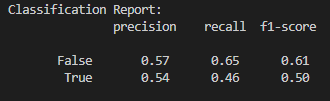 Classification Report:
precision recall f1-score
False 0.57 0.65 0.61
True 0.54 0.46 0.50